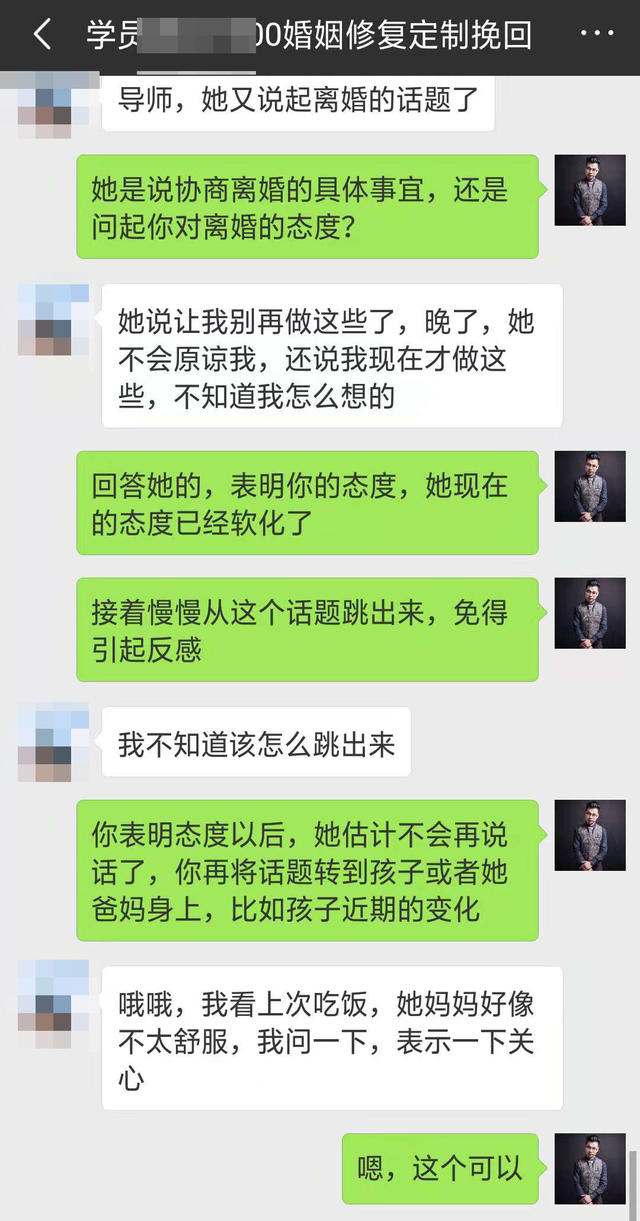 学员 00婚姻修复定制挽回
导师，她又说起离婚的话题了
她是说协商离婚的具体事宜，还是
问起你对离婚的态度？
她说让我别再做这些了，晚了，她
不会原谅我，还说我现在才做这
些，不知道我怎么想的
回答她的，表明你的态度，她现在
的态度已经软化了
接着慢慢从这个话题跳出来，免得
引起反感
我不知道该怎么跳出来
你表明态度以后，她估计不会再说
话了，你再将话题转到孩子或者她
爸妈身上，比如孩子近期的变化
哦哦，我看上次吃饭，她妈妈好像
不太舒服，我问一下，表示一下关
心
嗯，这个可以